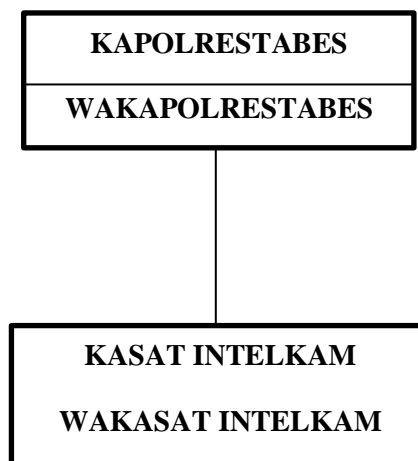 KAPOLRESTABES
WAKAPOLRESTABES
KASAT INTELKAM
WAKASAT INTELKAM